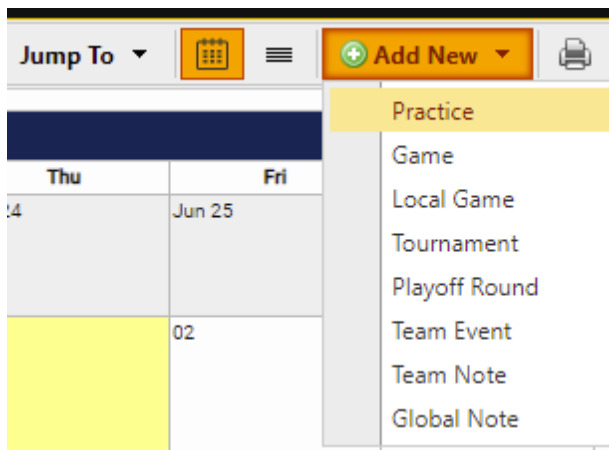 Jump To Add New
Practice
Game
Thu Fri
Local Game
24 Jun 25
Tournament
Playoff Round
02
Team Event
Team Note
Global Note